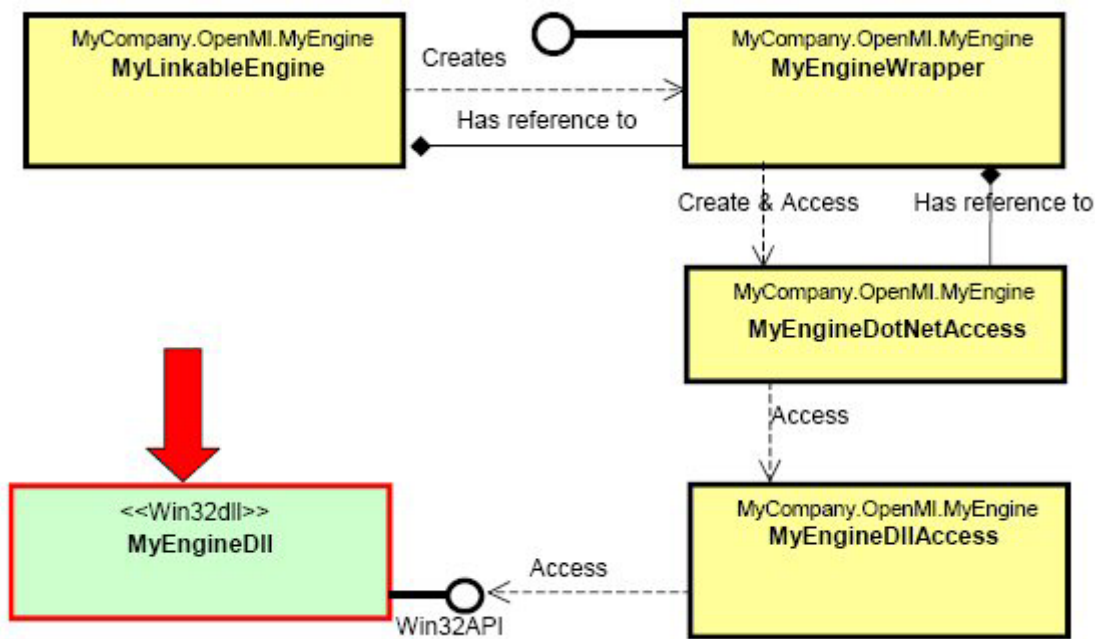 MyCompany.OpenMI.MyEngine
MyLinkableEngine
Creates
Has reference to
MyCompany.OpenMI.MyEngine
MyEngineWrapper
Create & Access
Has reference to
MyCompany.OpenMI.MyEngine
MyEngineDotNetAccess
Access
<<Win32dll>>
MyEngineDll
Win32API
Access
MyCompany.OpenMI.MyEngine
MyEngineDllAccess